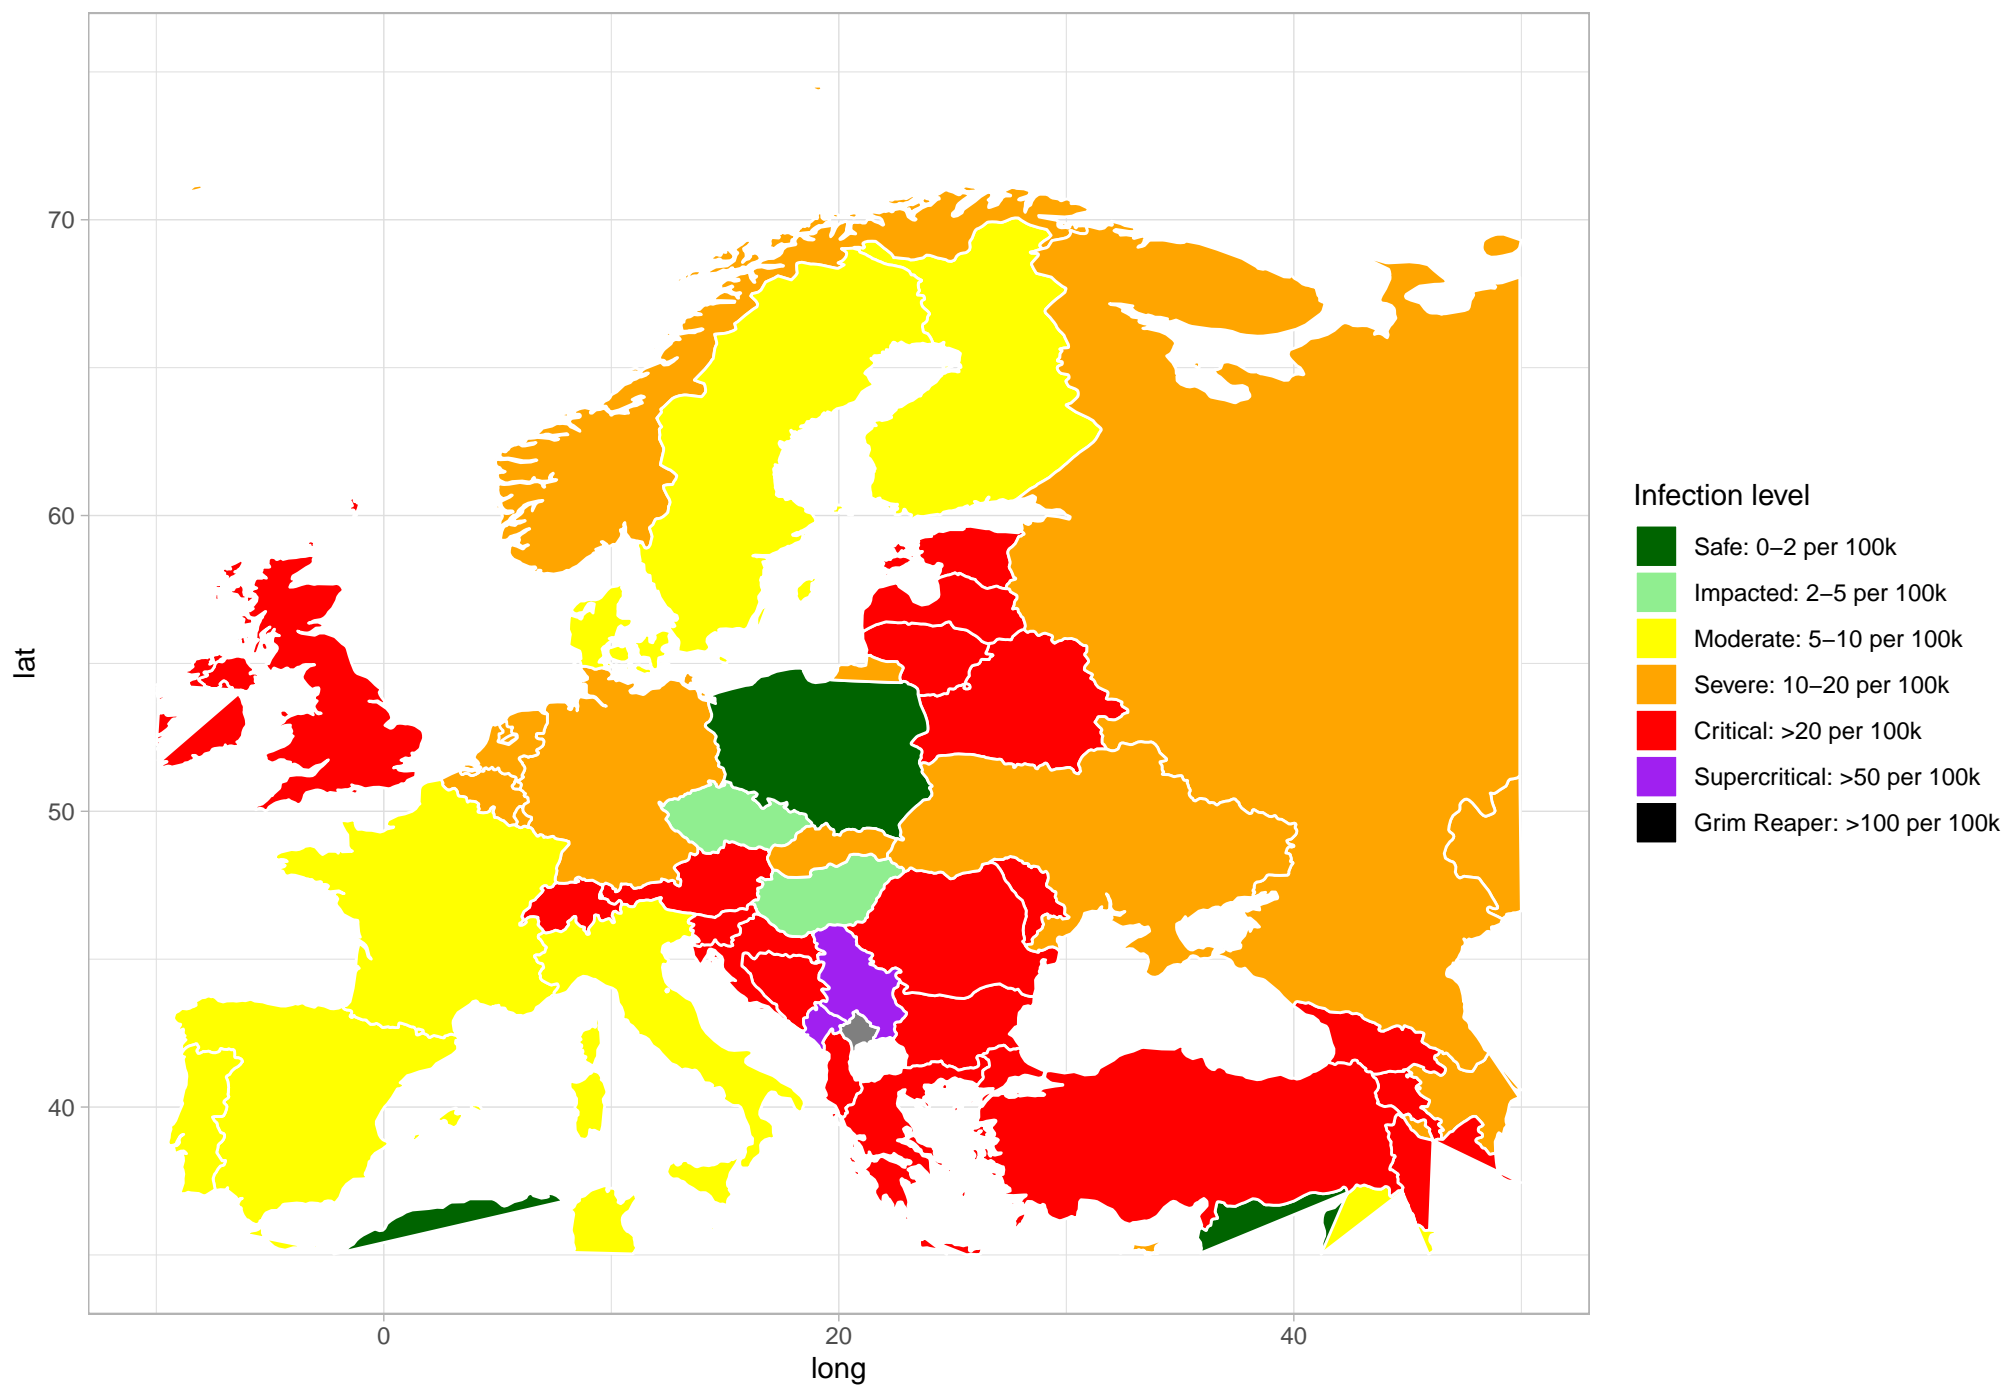 70
60
50
40
lat
0
20
40
long
Infection level
Safe: 0–2 per 100k
Impacted: 2–5 per 100k
Moderate: 5–10 per 100k
Severe: 10–20 per 100k
Critical: >20 per 100k
Supercritical: >50 per 100k
Grim Reaper: >100 per 100k